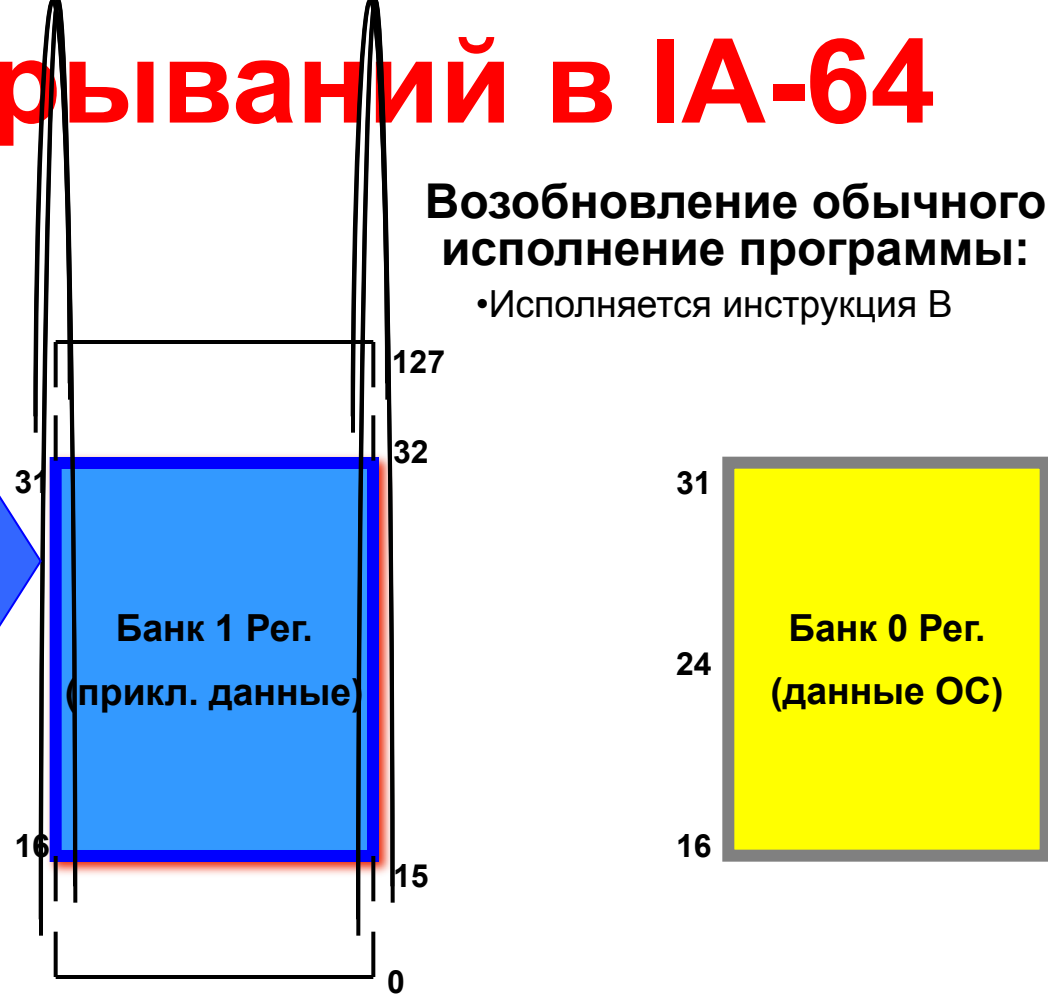 рываний в IA-64
Возобновление обычного
исполнение программы:
•Исполняется инструкция B
127
32
31
31
Банк 1 Рег.
(прикл. данные)
Банк 0 Рег.
(данные ОС)
24
16
16
15
0